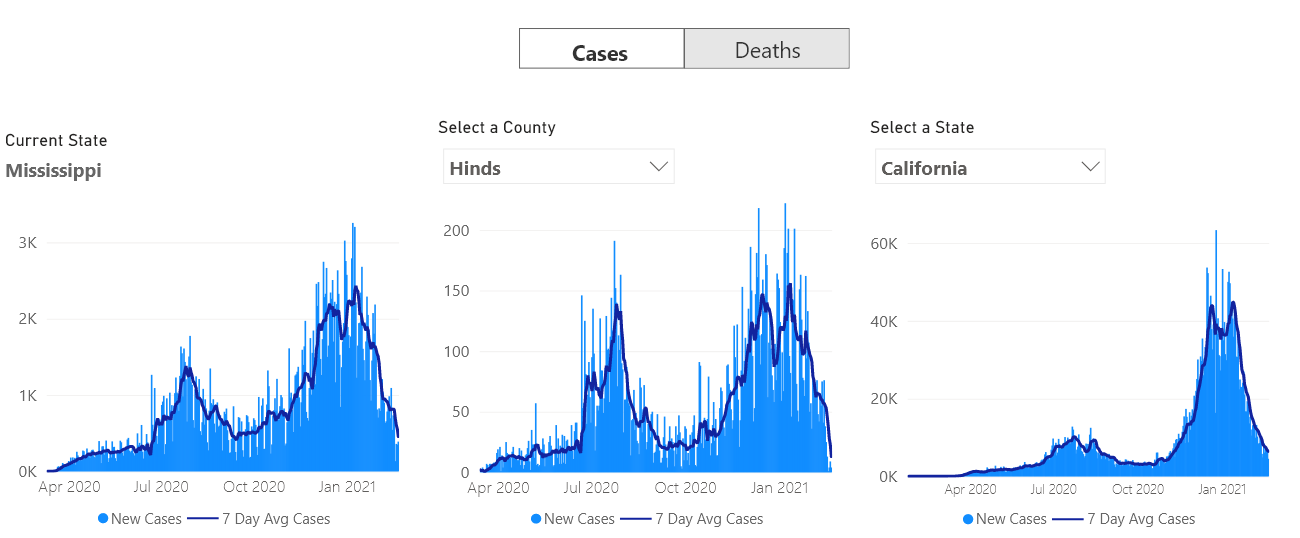 Cases Deaths
Current State
Mississippi
3K
2K
1K
0K
Apr 2020 Jul 2020 Oct 2020 Jan 2021
New Cases 7 Day Avg Cases
Select a County
Hinds
200
150
100
50
0
Apr 2020 Jul 2020 Oct 2020 Jan 2021
New Cases 7 Day Avg Cases
Select a State
California
60K
40K
20K
0K
Apr 2020 Jul 2020 Oct 2020 Jan 2021
New Cases 7 Day Avg Cases